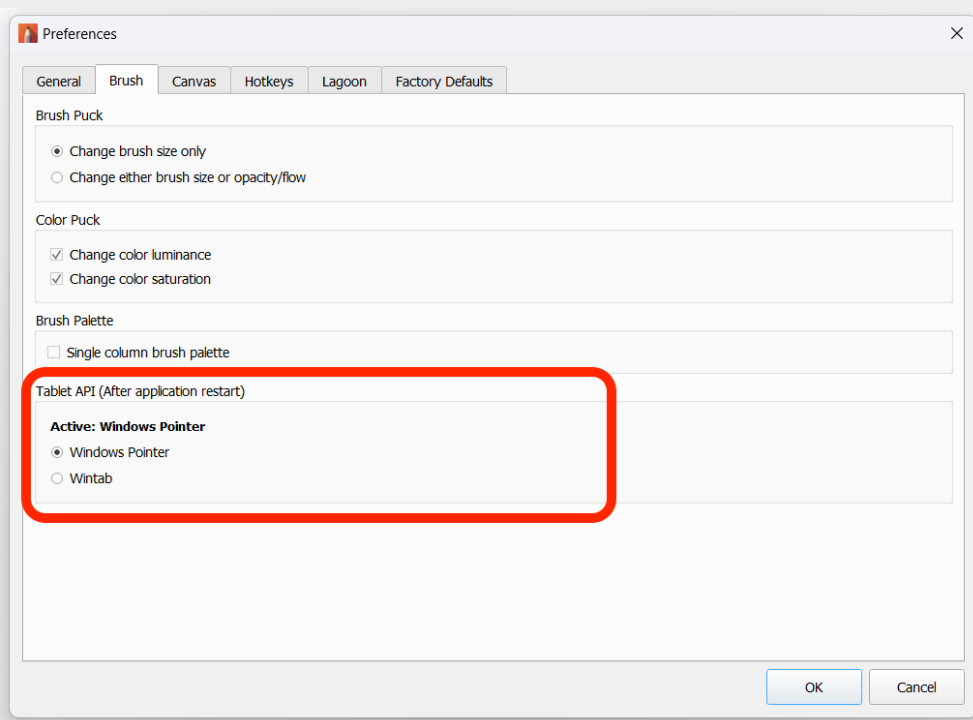 Preferences
General Brush Canvas Hotkeys Lagoon Factory Defaults
Brush Puck
Change brush size only
Change either brush size or opacity/flow
Color Puck
Change color luminance
Change color saturation
Brush Palette
Single column brush palette
Tablet API (After application restart)
Active: Windows Pointer
Windows Pointer
Wintab
OK Cancel